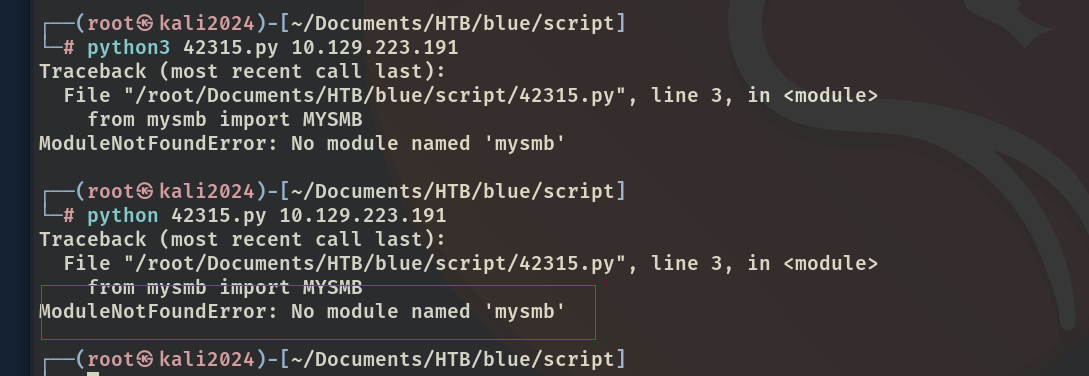 ┌──(root㉿kali2024)-[~/Documents/HTB/blue/script]
└─# python3 42315.py 10.129.223.191
Traceback (most recent call last):
  File "/root/Documents/HTB/blue/script/42315.py", line 3, in <module>
    from mysmb import MYSMB
ModuleNotFoundError: No module named 'mysmb'
┌──(root㉿kali2024)-[~/Documents/HTB/blue/script]
└─# python 42315.py 10.129.223.191
Traceback (most recent call last):
  File "/root/Documents/HTB/blue/script/42315.py", line 3, in <module>
    from mysmb import MYSMB
ModuleNotFoundError: No module named 'mysmb'
┌──(root㉿kali2024)-[~/Documents/HTB/blue/script]